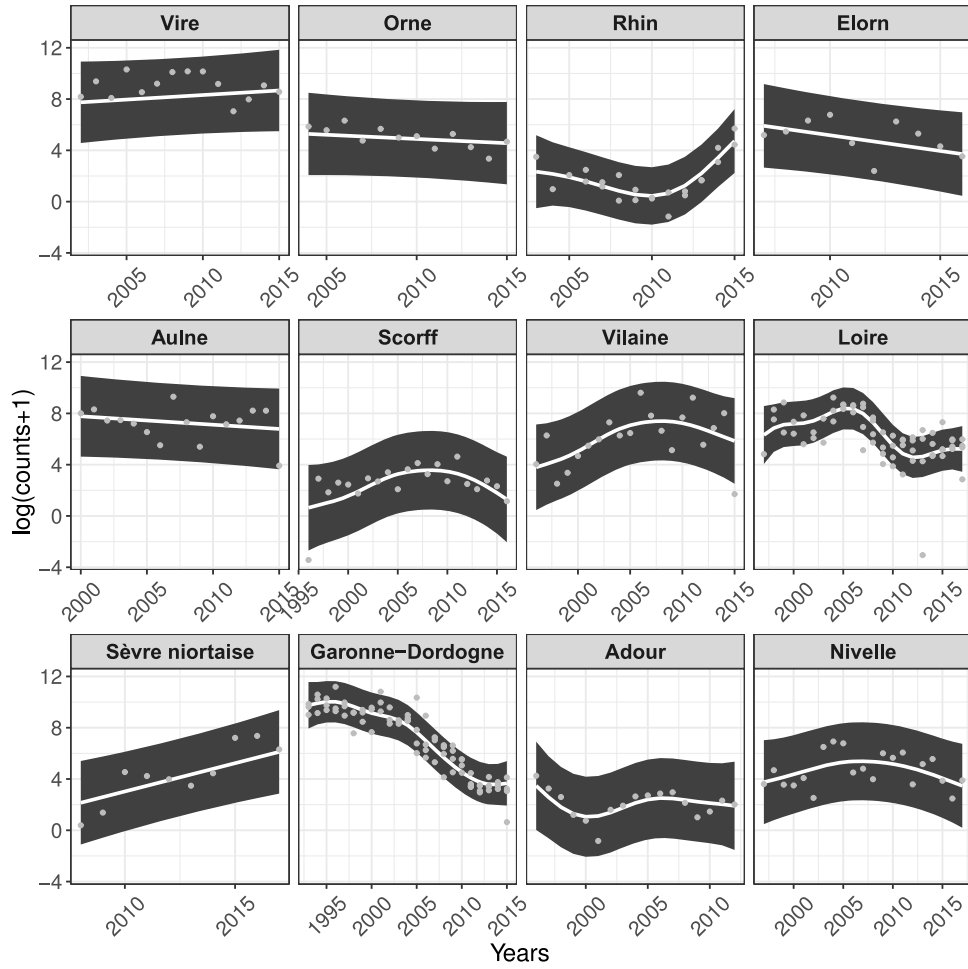 Vire Orne Rhin Elorn
12
8
4
0
−4
2005 2010 2015 2005 2010 2015 2005 2010 2015 2010 2015
Aulne Scorff Vilaine Loire
12
8
4
0
−4
2000 2005 2010 2015 1995 2000 2005 2010 2015 2000 2005 2010 2015 2000 2005 2010 2015
log(counts+1)
Sèvre niortaise Garonne−Dordogne Adour Nivelle
12
8
4
0
−4
2010 2015 1995 2000 2005 2010 2015 2000 2005 2010 2000 2005 2010 2015
Years